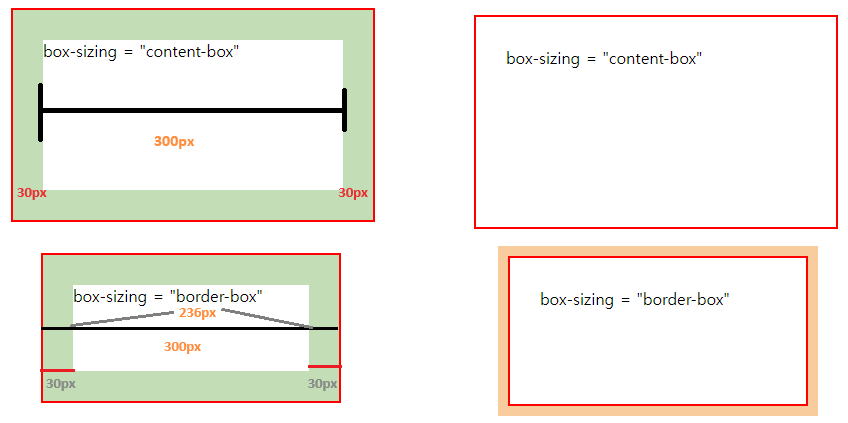 box-sizing = "content-box"
300px
30px
30px
box-sizing = "content-box"
box-sizing = "border-box"
236px
300px
30px
30px
box-sizing = "border-box"